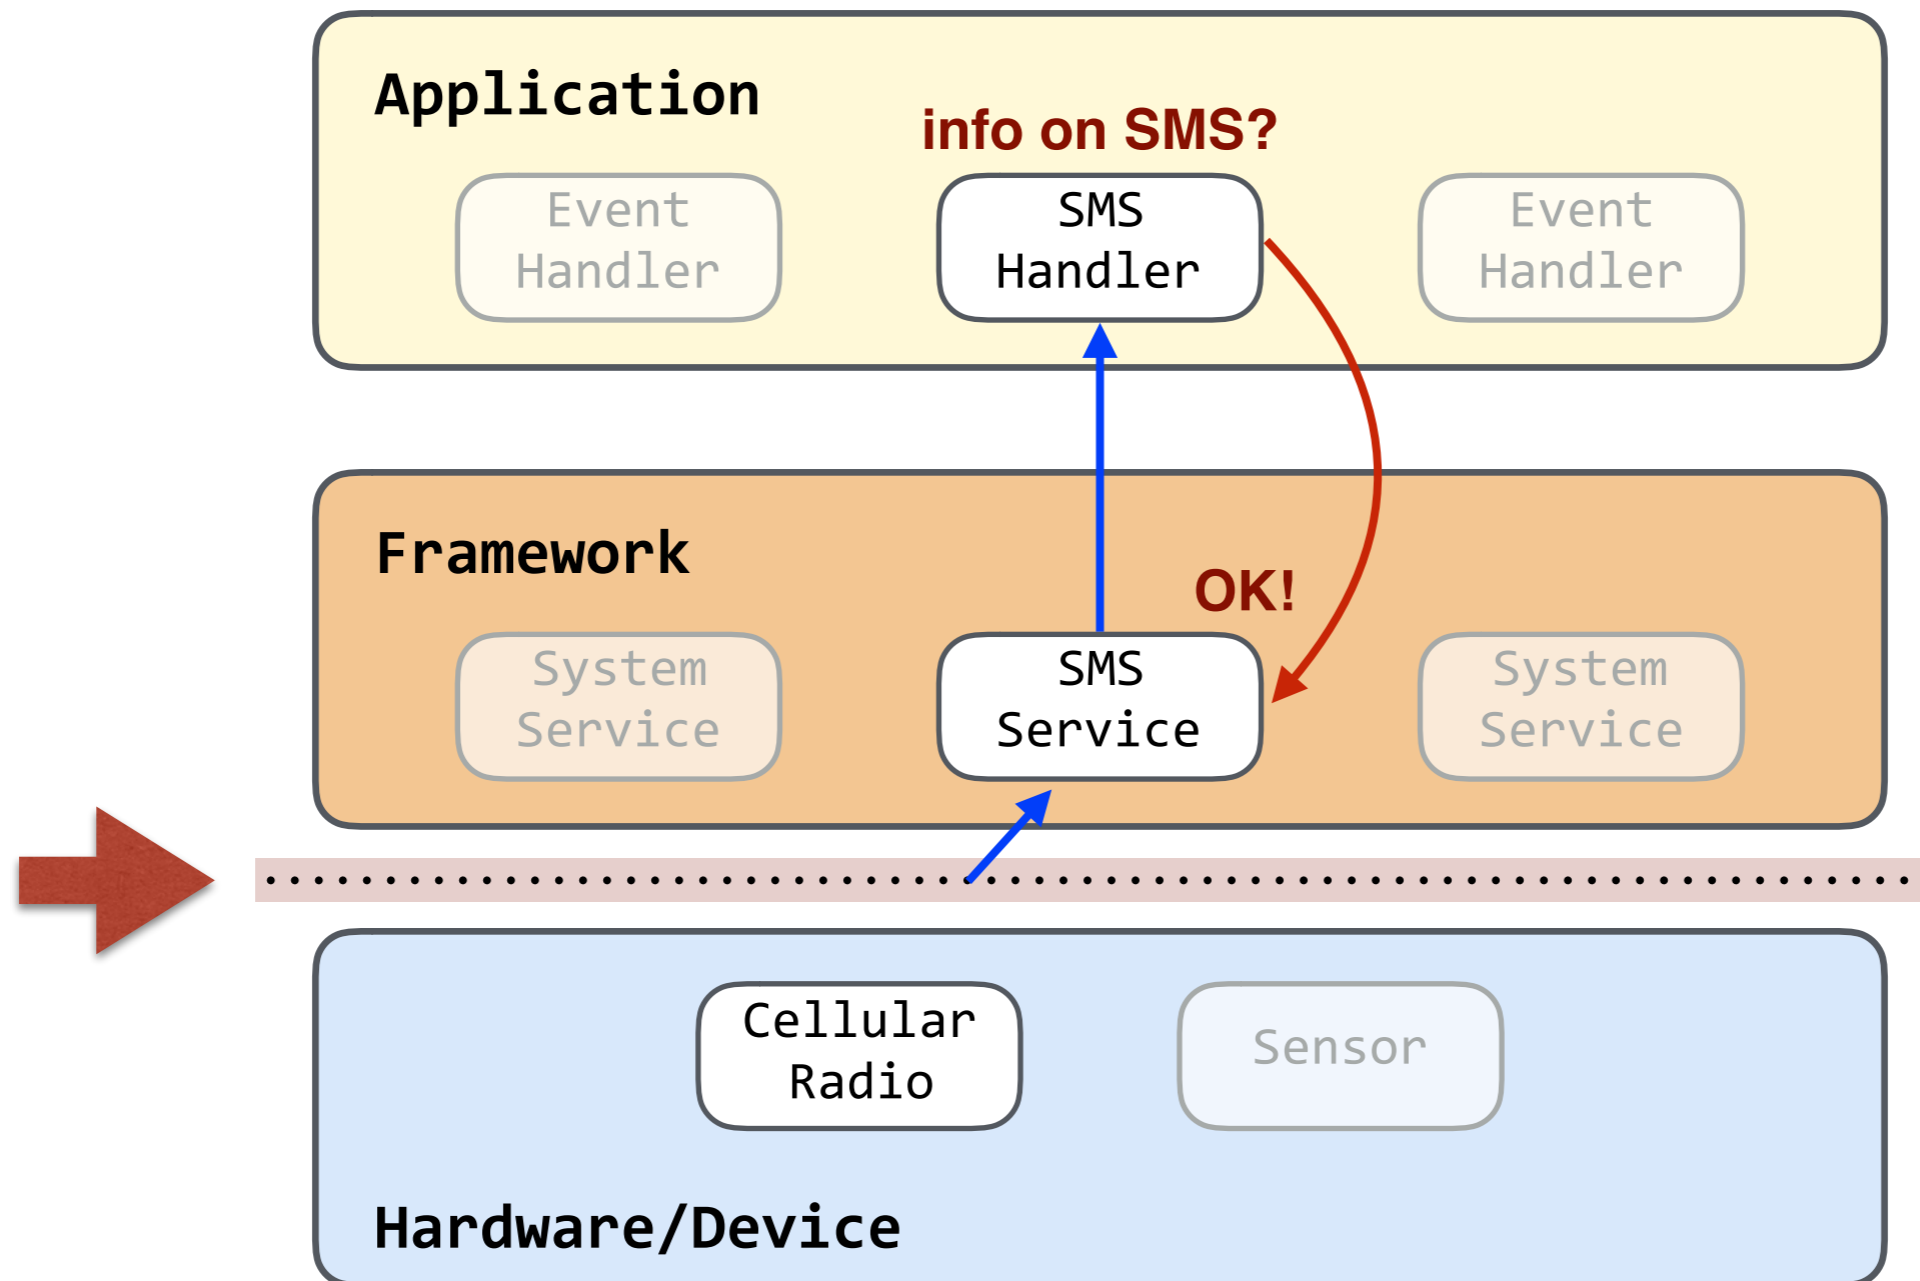 Application
info on SMS?
Event
Handler
SMS
Handler
Event
Handler
Framework
OK!
System
Service
SMS
Service
System
Service
Cellular
Radio
Sensor
Hardware/Device